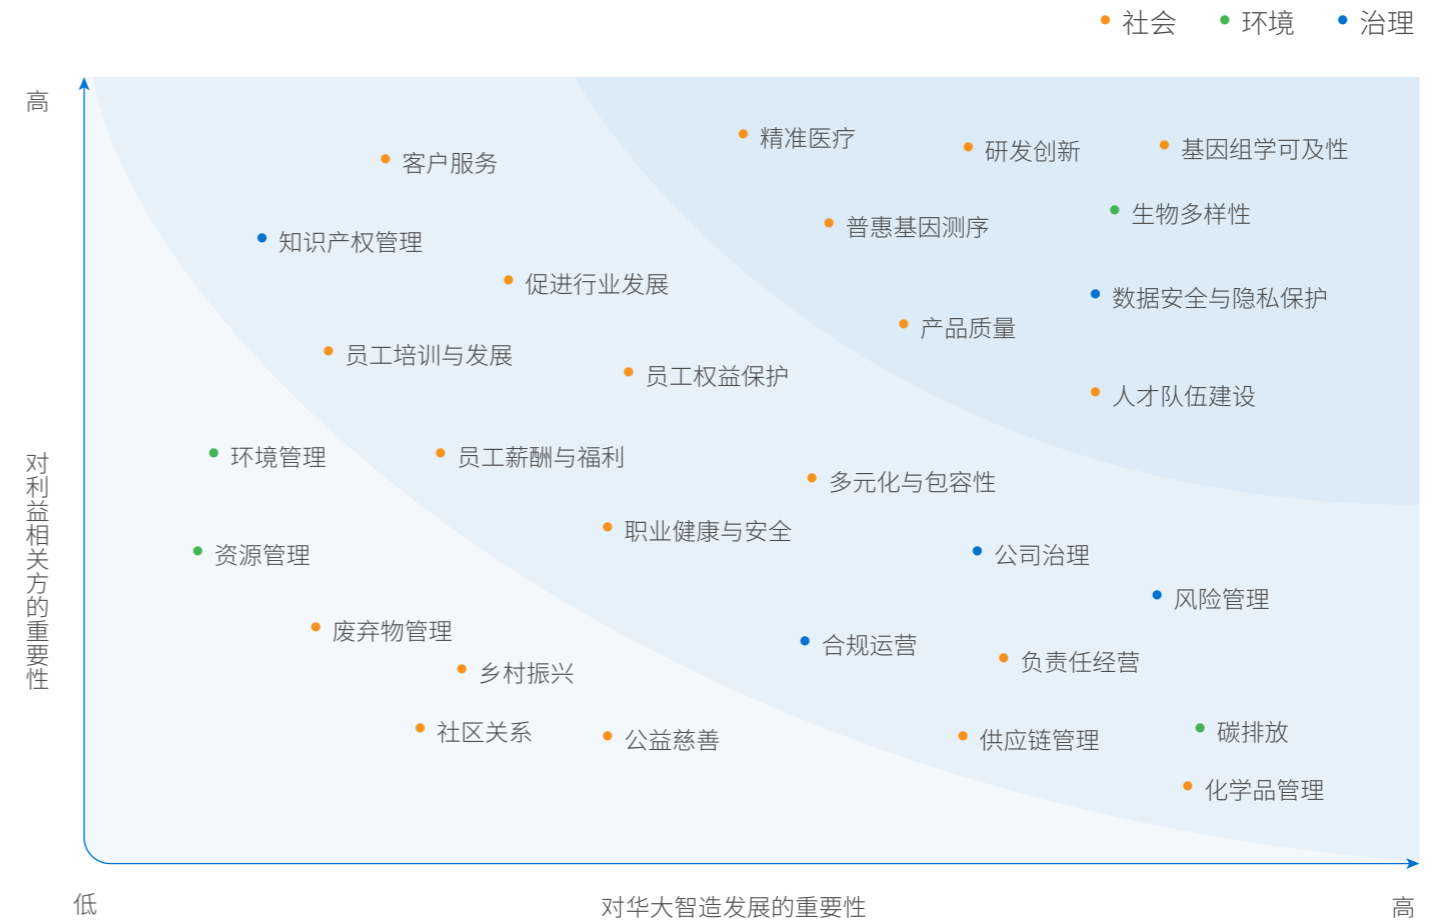 社会
环境
治理
高
精准医疗
研发创新
基因组学可及性
客户服务
生物多样性
普惠基因测序
知识产权管理
促进行业发展
数据安全与隐私保护
产品质量
员工培训与发展
员工权益保护
人才队伍建设
环境管理
员工薪酬与福利
多元化与包容性
职业健康与安全
资源管理
公司治理
对利益相关方的重要性
风险管理
废弃物管理
合规运营
负责任经营
乡村振兴
社区关系
公益慈善
供应链管理
碳排放
化学品管理
低
对华大智造发展的重要性
高